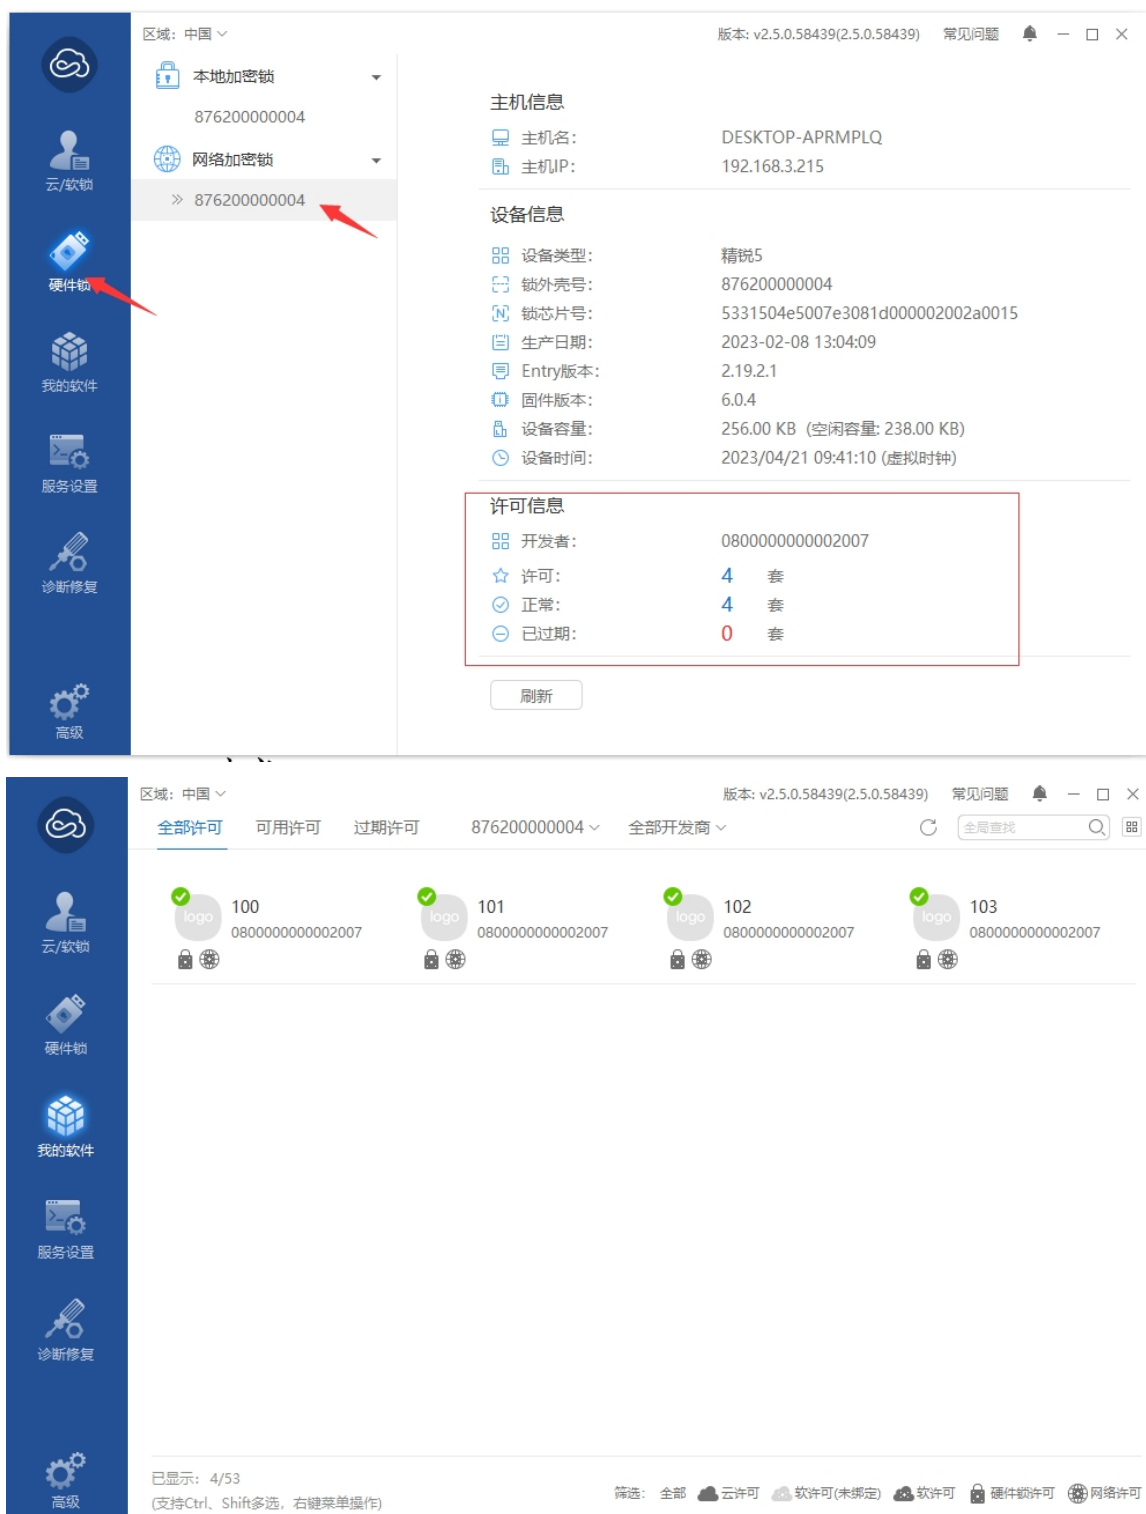 区域: 中国
版本: v2.5.0.58439(2.5.0.58439) 常见问题
本地加密锁
876200000004
网络加密锁
876200000004
云/软锁
硬件锁
我的软件
服务设置
诊断修复
高级
主机信息
主机名: DESKTOP-APRMPLQ
主机IP: 192.168.3.215
设备信息
设备类型: 精锐5
锁外壳号: 876200000004
锁芯片号: 5331504e5007e3081d000002002a0015
生产日期: 2023-02-08 13:04:09
Entry版本: 2.19.2.1
固件版本: 6.0.4
设备容量: 256.00 KB (空闲容量: 238.00 KB)
设备时间: 2023/04/21 09:41:10 (虚拟时钟)
许可信息
开发者: 0800000000002007
许可: 4 套
正常: 4 套
已过期: 0 套
刷新
区域: 中国
版本: v2.5.0.58439(2.5.0.58439) 常见问题
全部许可 可用许可 过期许可 876200000004 全部开发商 全局查找
云/软锁
硬件锁
我的软件
服务设置
诊断修复
高级
logo 100
0800000000002007
logo 101
0800000000002007
logo 102
0800000000002007
logo 103
0800000000002007
已显示: 4/53
(支持Ctrl、Shift多选，右键菜单操作)
筛选: 全部 云许可 软许可(未绑定) 软许可 硬件锁许可 网络许可